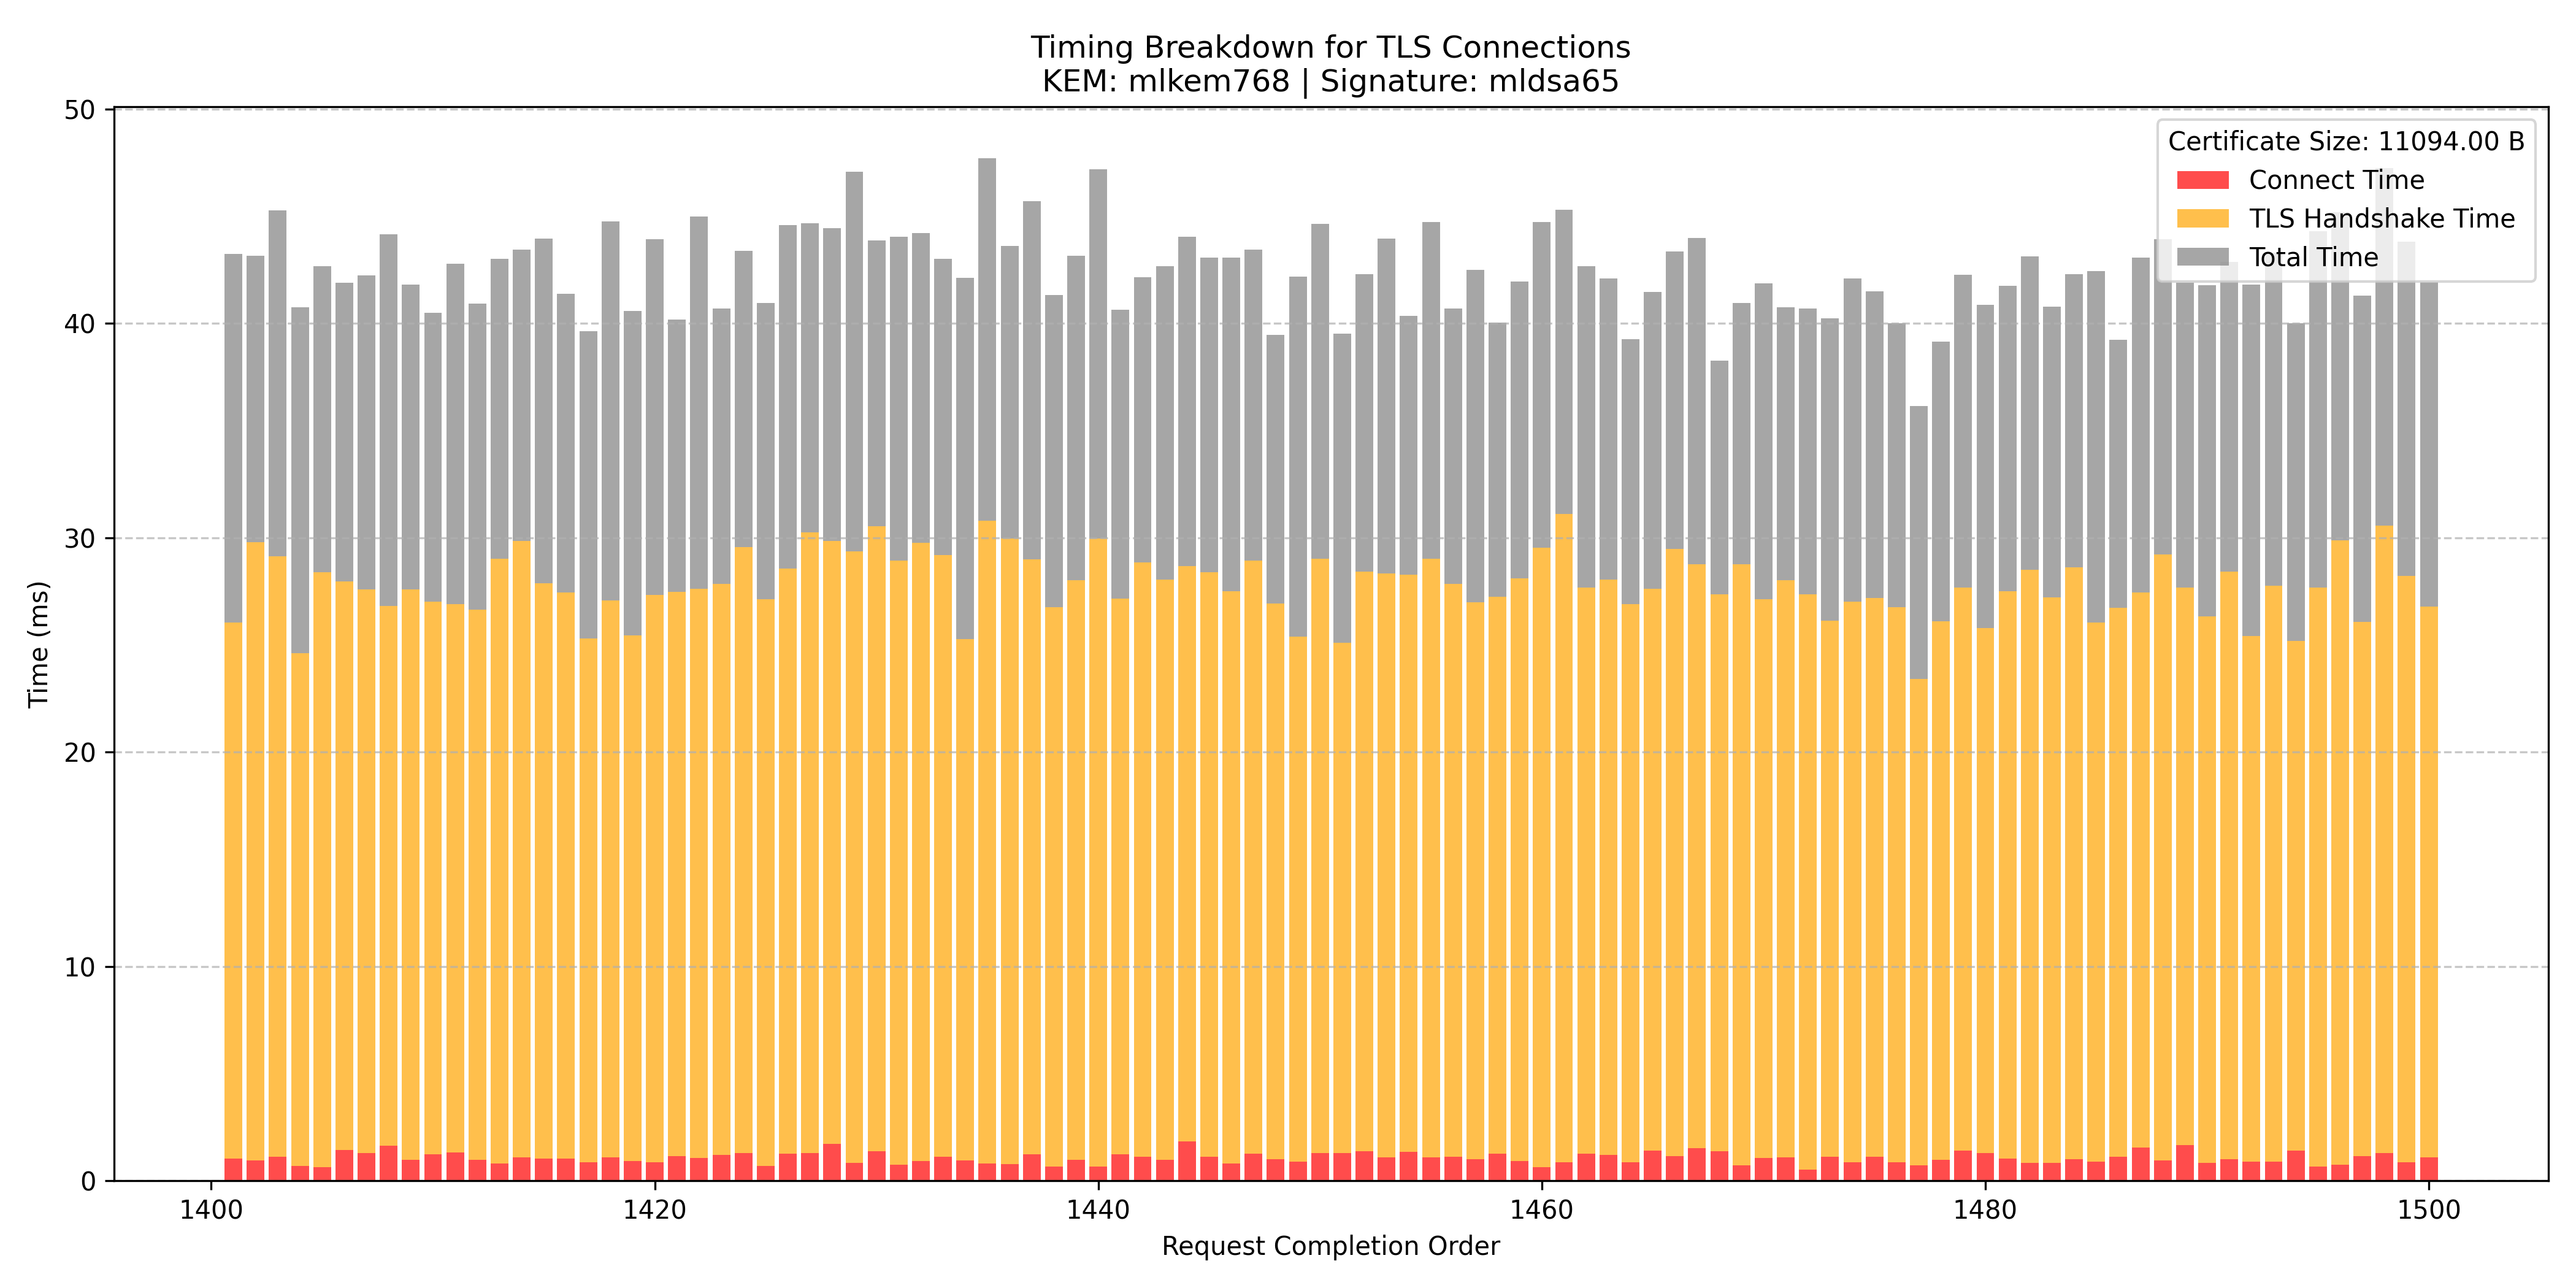 Timing Breakdown for TLS Connections
KEM: mlkem768 | Signature: mldsa65
Certificate Size: 11094.00 B
Connect Time
TLS Handshake Time
Total Time
Time (ms)
50
40
30
20
10
0
1400 1420 1440 1460 1480 1500
Request Completion Order